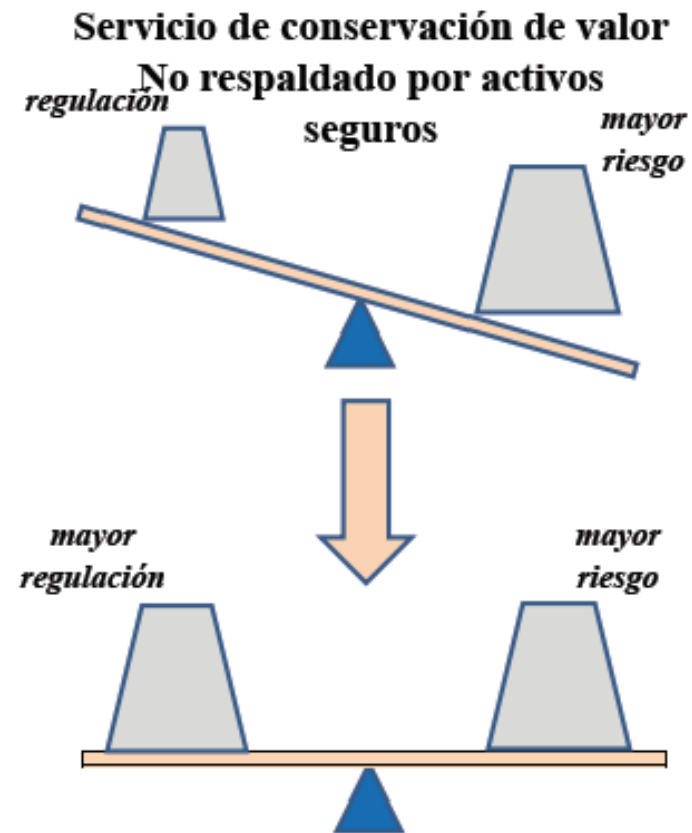 Servicio de conservación de valor
No respaldado por activos
seguros
regulación
mayor
riesgo
mayor
regulación
mayor
riesgo